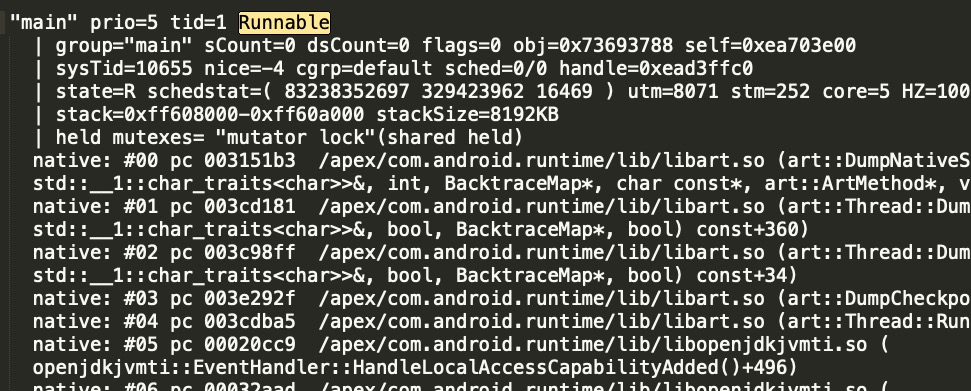 "main" prio=5 tid=1 Runnable
| group="main" sCount=0 dsCount=0 flags=0 obj=0x73693788 self=0xea703e00
| sysTid=10655 nice=-4 cgrp=default sched=0/0 handle=0xead3ffc0
| state=R schedstat=( 83238352697 329423962 16469 ) utm=8071 stm=252 core=5 HZ=100
| stack=0xff608000-0xff60a000 stackSize=8192KB
| held mutexes= "mutator lock"(shared held)
native: #00 pc 003151b3  /apex/com.android.runtime/lib/libart.so (art::DumpNativeS
std::__1::char_traits<char>>&, int, BacktraceMap*, char const*, art::ArtMethod*, v
native: #01 pc 003cd181  /apex/com.android.runtime/lib/libart.so (art::Thread::Dum
std::__1::char_traits<char>>&, bool, BacktraceMap*, bool) const+360)
native: #02 pc 003c98ff  /apex/com.android.runtime/lib/libart.so (art::Thread::Dum
std::__1::char_traits<char>>&, bool, BacktraceMap*, bool) const+34)
native: #03 pc 003e292f  /apex/com.android.runtime/lib/libart.so (art::DumpCheckpo
native: #04 pc 003cdba5  /apex/com.android.runtime/lib/libart.so (art::Thread::Run
native: #05 pc 00020cc9  /apex/com.android.runtime/lib/libopenjdkjvmti.so (
openjdkjvmti::EventHandler::HandleLocalAccessCapabilityAdded()+496)
native: #06 pc 00032aad  /apex/com.android.runtime/lib/libopenjdkjvmti.so (